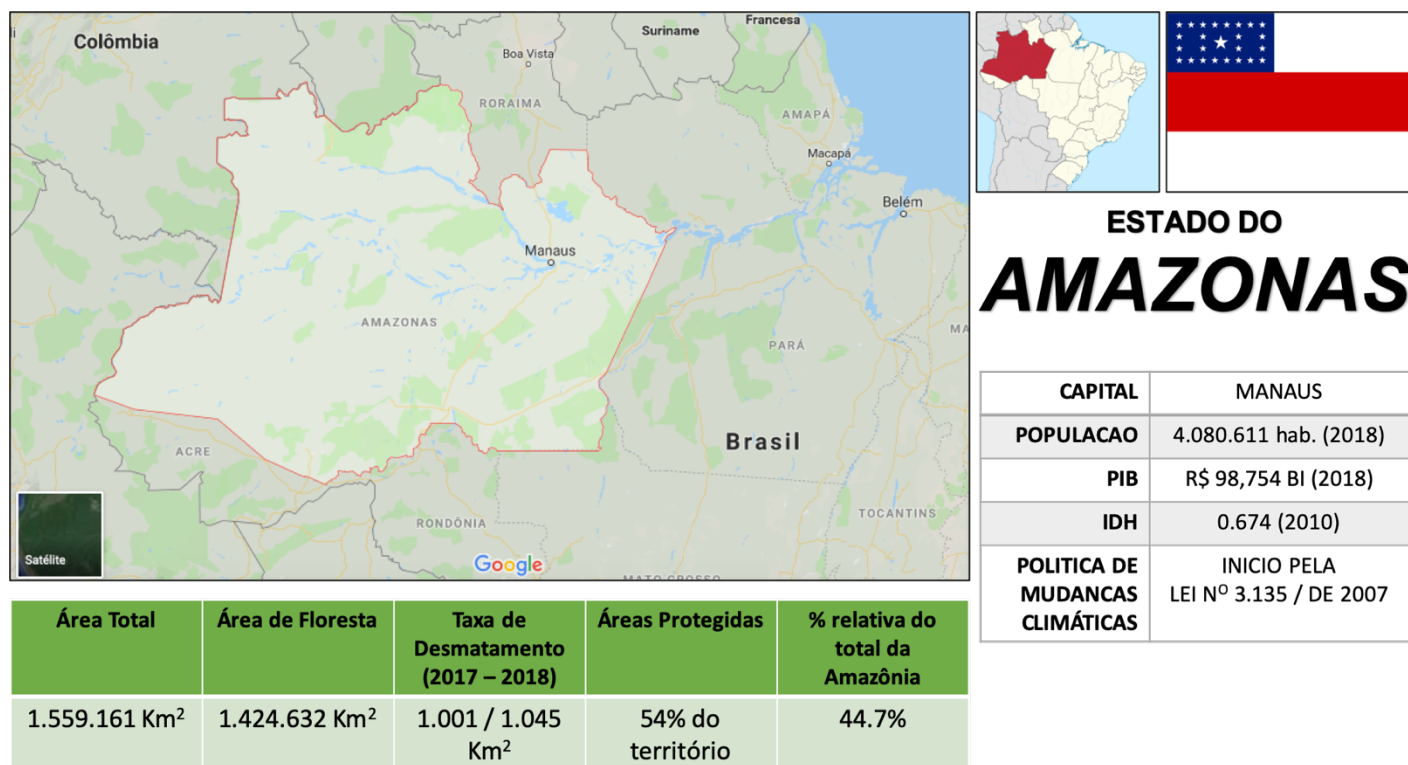 Colômbia
Suriname
Francesa
Boa Vista
RORAIMA
AMAPÁ
Macapá
Belém
Manaus
AMAZONAS
PARÁ
Brasil
ACRE
RONDÔNIA
TOCANTINS
MATO GROSSO
Satélite
Google
ESTADO DO
AMAZONAS
CAPITAL MANAUS
POPULACAO 4.080.611 hab. (2018)
PIB R$ 98,754 BI (2018)
IDH 0.674 (2010)
POLITICA DE
MUDANCAS
CLIMÁTICAS
INICIO PELA
LEI Nº 3.135 / DE 2007
Área Total
Área de Floresta
Taxa de
Desmatamento
(2017 – 2018)
Áreas Protegidas
% relativa do
total da
Amazônia
1.559.161 Km²
1.424.632 Km²
1.001 / 1.045
Km²
54% do
território
44.7%